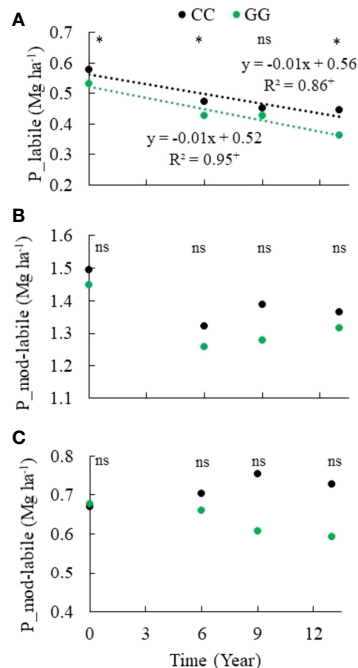 CC GG
A
0.7
0.6
0.5
0.4
0.3
0.2
P_labile (Mg ha⁻¹)
* * ns *
y = -0.01x + 0.56
R² = 0.86⁺
y = -0.01x + 0.52
R² = 0.95⁺
B
1.6
1.5
1.4
1.3
1.2
1.1
P_mod-labile (Mg ha⁻¹)
ns ns ns ns
C
0.8
0.7
0.6
0.5
0.4
P_mod-labile (Mg ha⁻¹)
ns ns ns ns
0 3 6 9 12
Time (Year)